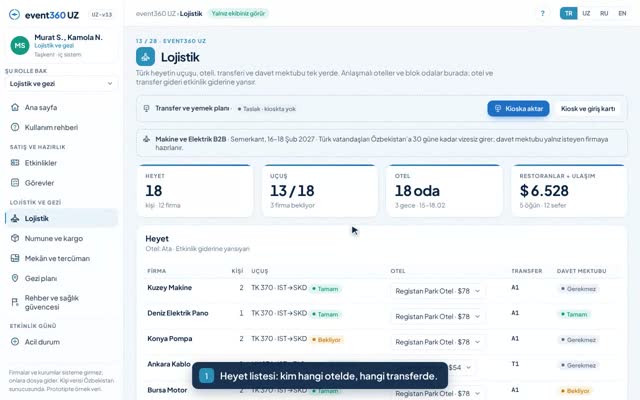 event360 UZ
UZ-v13
MS
Murat S., Kamola N.
Lojistik ve gezi
Taşkent · iç sistem
ŞU ROLLE BAK
Lojistik ve gezi
Ana sayfa
Kullanım rehberi
SATIŞ VE HAZIRLIK
Etkinlikler
Görevler
LOJİSTİK VE GEZİ
Lojistik
Numune ve kargo
Mekân ve tercüman
Gezi planı
Rehber ve sağlık güvencesi
ETKİNLİK GÜNÜ
Acil durum
Firmalar ve kurumlar sisteme girmez;
onlara dosya gider. Kişi verisi Özbekistan
sunucusunda. Prototipte örnek veri.
event360 UZ › Lojistik
Yalnız ekibiniz görür
?
TR
UZ
RU
EN
13 / 28 · EVENT360 UZ
Lojistik
Türk heyetin uçuşu, oteli, transferi ve davet mektubu tek yerde. Anlaşmalı oteller ve blok odalar burada; otel ve
transfer gideri etkinlik giderine yansır.
Transfer ve yemek planı
Taslak · kioskta yok
Kioska aktar
Kiosk ve giriş kartı
Makine ve Elektrik B2B · Semerkant, 16–18 Şub 2027 · Türk vatandaşları Özbekistan'a 30 güne kadar vizesiz girer; davet mektubu yalnız isteyen firmaya
hazırlanır.
HEYET
18
kişi · 12 firma
UÇUŞ
13 / 18
3 firma bekliyor
OTEL
18 oda
3 gece · 15–18.02
RESTORANLAR + ULAŞIM
$ 6.528
5 öğün · 12 sefer
Heyet
Otel: Ata · Etkinlik giderine yansıyan
FİRMA
KİŞİ
UÇUŞ
OTEL
TRANSFER
DAVET MEKTUBU
Kuzey Makine
2
TK 370 · IST→SKD
Tamam
Registan Park Otel · $78
A1
Gerekmez
Deniz Elektrik Pano
1
TK 370 · IST→SKD
Tamam
Registan Park Otel · $78
A1
Tamam
Konya Pompa
2
TK 370 · IST→SKD
Bekliyor
Registan Park Otel · $78
A1
Gerekmez
Ankara Kablo
$54
T1
Gerekmez
1
Heyet listesi: kim hangi otelde, hangi transferde.
Bursa Motor
2
TK 370 · IST→SKD
Tamam
Registan Park Otel · $78
A1
Bekliyor